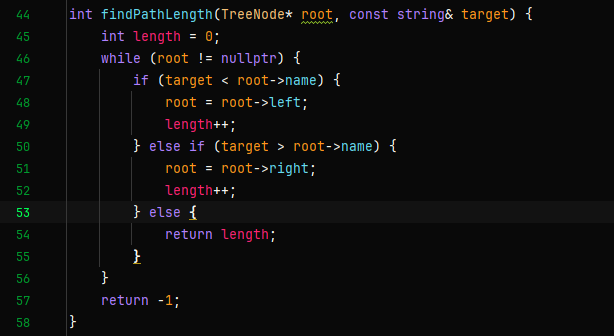 44 int findPathLength(TreeNode* root, const string& target) {
45     int length = 0;
46     while (root != nullptr) {
47         if (target < root->name) {
48             root = root->left;
49             length++;
50         } else if (target > root->name) {
51             root = root->right;
52             length++;
53         } else {
54             return length;
55         }
56     }
57     return -1;
58 }